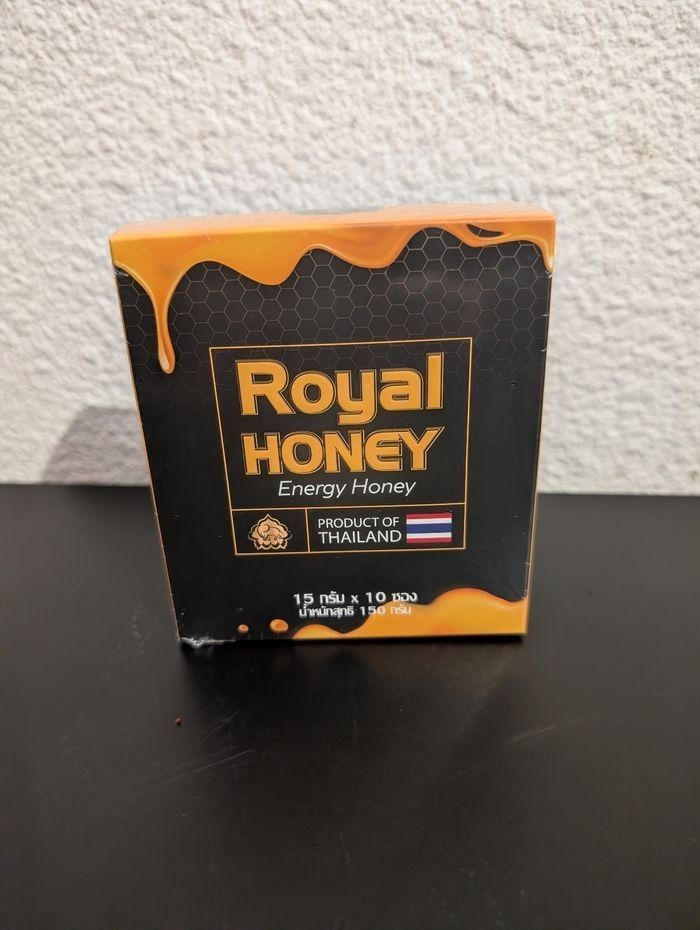 Royal
HONEY
Energy Honey
PRODUCT OF
THAILAND
15 กรัม x 10 ซอง
น้ำหนักสุทธิ 150 กรัม